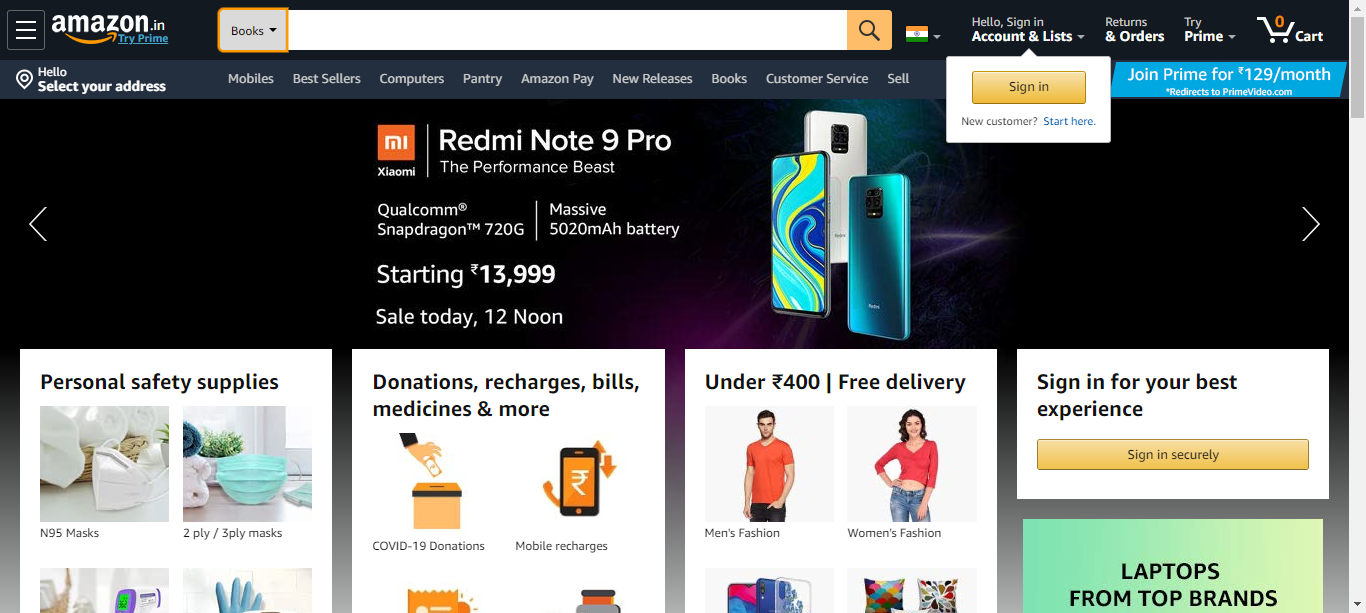 amazon.in
Try Prime
Books
Hello, Sign in
Account & Lists
Returns
& Orders
Try
Prime
0
Cart
Hello
Select your address
Mobiles
Best Sellers
Computers
Pantry
Amazon Pay
New Releases
Books
Customer Service
Sell
Join Prime for ₹129/month
*Redirects to PrimeVideo.com
Sign in
New customer? Start here.
mi
Xiaomi
Redmi Note 9 Pro
The Performance Beast
Qualcomm®
Snapdragon™ 720G
Massive
5020mAh battery
Starting ₹13,999
Sale today, 12 Noon
Redmi
Redmi
Personal safety supplies
N95 Masks
2 ply / 3ply masks
Donations, recharges, bills,
medicines & more
₹
COVID-19 Donations
Mobile recharges
Under ₹400 | Free delivery
Men's Fashion
Women's Fashion
Sign in for your best
experience
Sign in securely
LAPTOPS
FROM TOP BRANDS